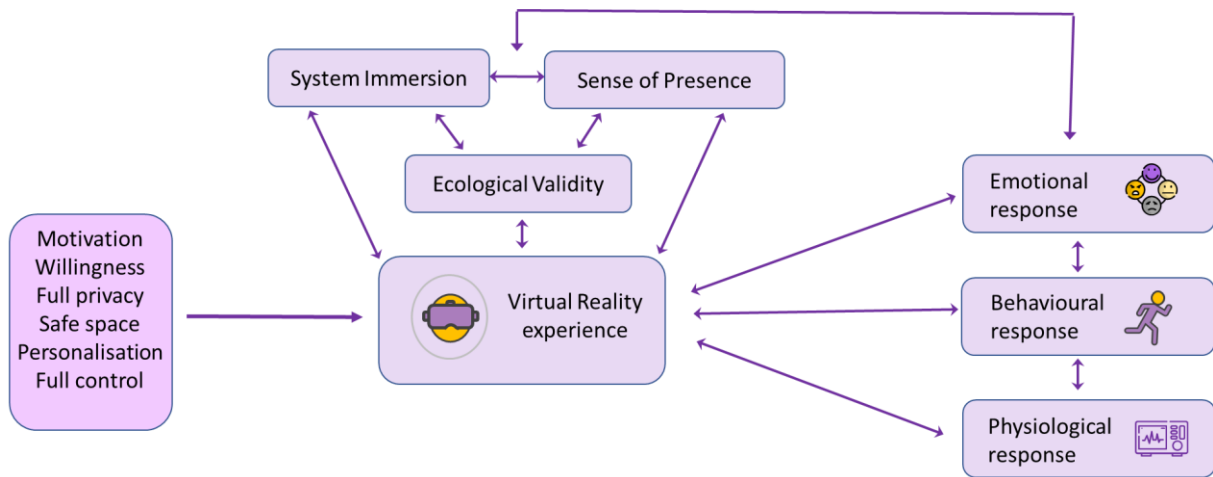 System Immersion
Sense of Presence
Ecological Validity
Motivation
Willingness
Full privacy
Safe space
Personalisation
Full control
Virtual Reality
experience
Emotional
response
Behavioural
response
Physiological
response